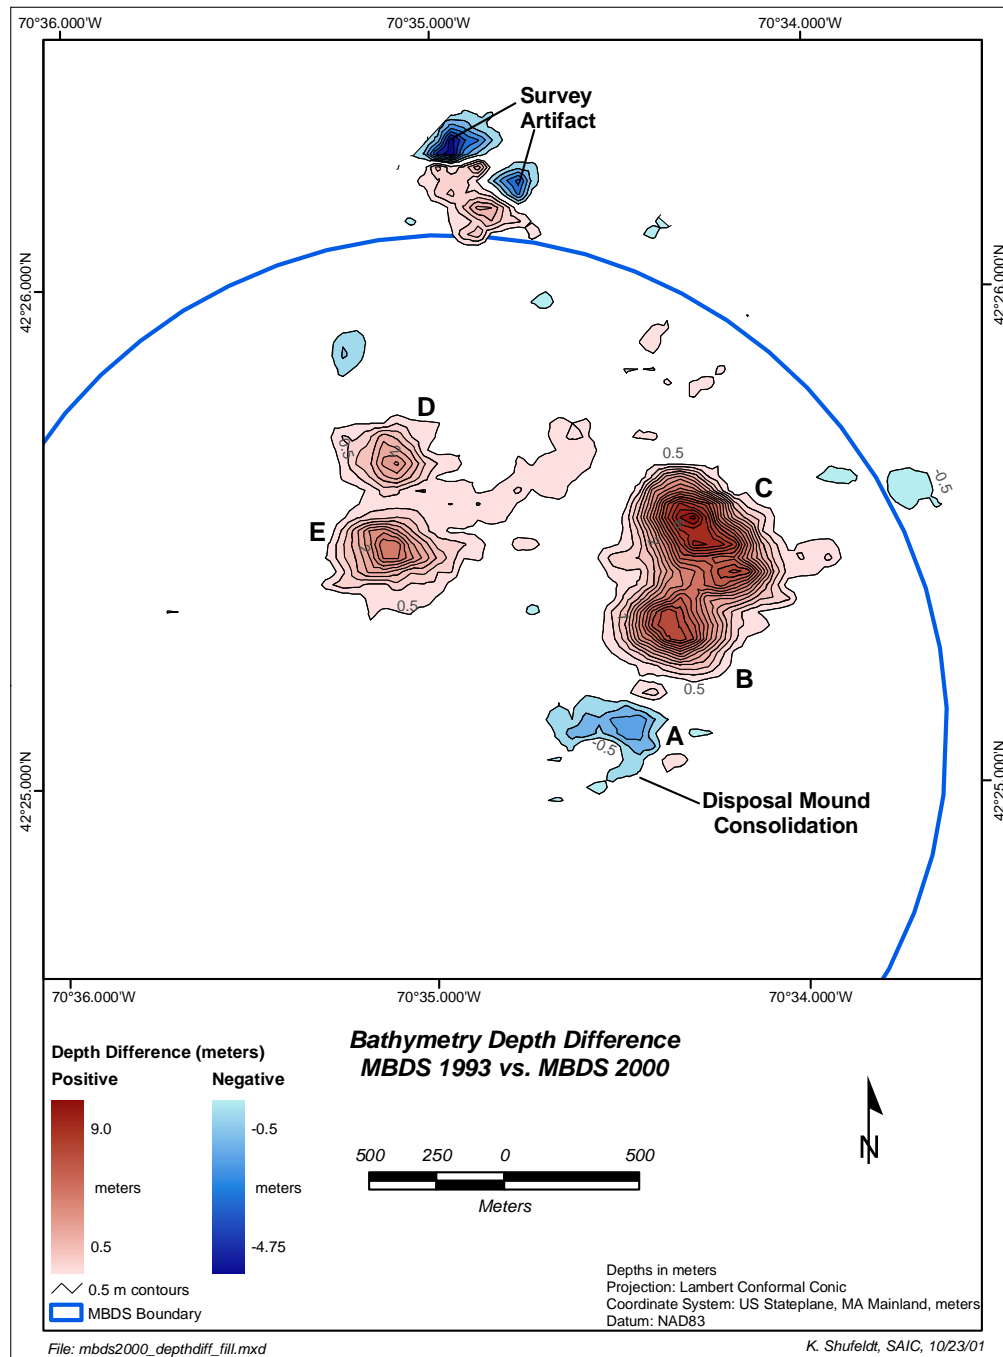 70°36.000'W 70°35.000'W 70°34.000'W
Survey
Artifact
42°26.000'N
42°26.000'N
D
0.5
0.5
C
-0.5
E
0.5
B
0.5
A
-0.5
42°25.000'N
42°25.000'N
Disposal Mound
Consolidation
70°36.000'W 70°35.000'W 70°34.000'W
Bathymetry Depth Difference
MBDS 1993 vs. MBDS 2000
Depth Difference (meters)
Positive Negative
9.0 -0.5
meters meters
0.5 -4.75
0.5 m contours
MBDS Boundary
500 250 0 500
Meters
N
Depths in meters
Projection: Lambert Conformal Conic
Coordinate System: US Stateplane, MA Mainland, meters
Datum: NAD83
File: mbds2000_depthdiff_fill.mxd
K. Shufeldt, SAIC, 10/23/01